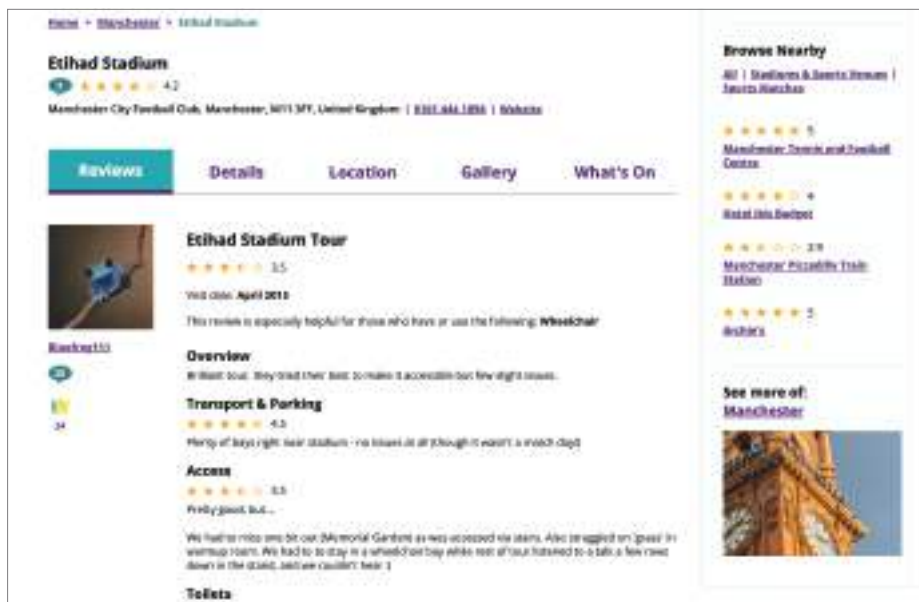 Home • Manchester • Etihad Stadium
Etihad Stadium
4.2
Manchester City Football Club, Manchester, M11 3FF, United Kingdom | | Website
Reviews Details Location Gallery What's On
Etihad Stadium Tour
3.5
Visit date: April 2015
This review is especially helpful for those who have or use the following: Wheelchair
Overview
Brilliant tour. They tried their best to make it accessible but few slight issues.
Transport & Parking
4.5
Plenty of bays right near stadium - no issues at all (though it wasn't a match day)
Access
3.5
Pretty good, but...
We had to miss one bit out (Memorial Garden) as was accessed via stairs. Also struggled on 'grass' in
warmup room. We had to to stay in a wheelchair bay while rest of tour listened to a talk a few rows
down in the stand, and we couldn't hear :(
Toilets
Browse Nearby
All | Stadiums & Sports Venues |
Sports Matches
5
Manchester Tennis and Football
Centre
4
Hotel Ibis Budget
Manchester Piccadilly Train
Station
5
Archie's
See more of:
Manchester